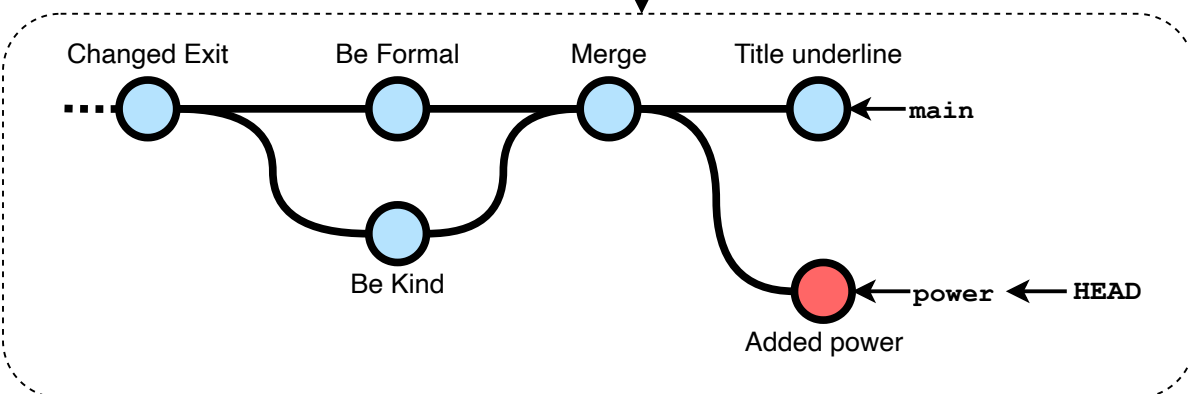 Changed Exit
Be Formal
Merge
Title underline
main
Be Kind
power
HEAD
Added power